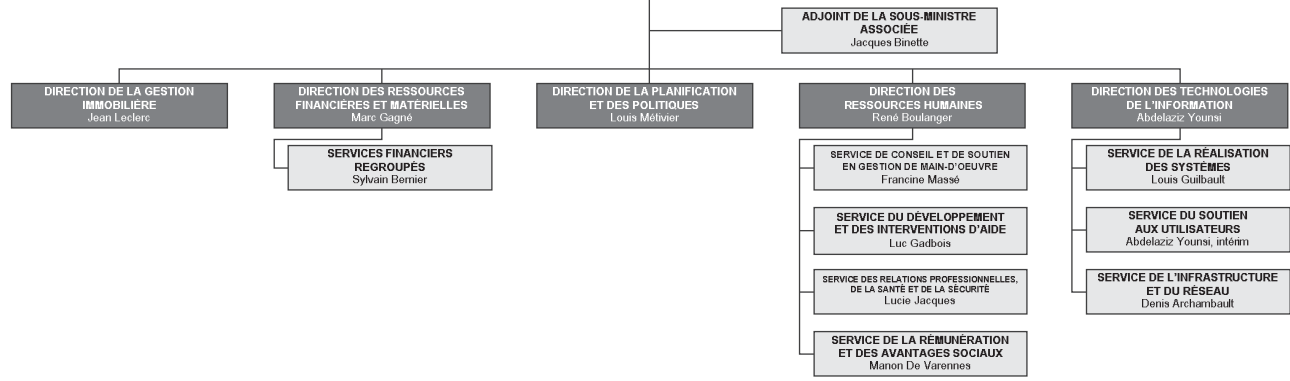 ADJOINT DE LA SOUS-MINISTRE
ASSOCIÉE
Jacques Binette
DIRECTION DE LA GESTION
IMMOBILIÈRE
Jean Leclerc
DIRECTION DES RESSOURCES
FINANCIÈRES ET MATÉRIELLES
Marc Gagné
SERVICES FINANCIERS
REGROUPÉS
Sylvain Bernier
DIRECTION DE LA PLANIFICATION
ET DES POLITIQUES
Louis Métivier
DIRECTION DES
RESSOURCES HUMAINES
René Boulanger
SERVICE DE CONSEIL ET DE SOUTIEN
EN GESTION DE MAIN-D'OEUVRE
Francine Massé
SERVICE DU DÉVELOPPEMENT
ET DES INTERVENTIONS D'AIDE
Luc Gadbois
SERVICE DES RELATIONS PROFESSIONNELLES,
DE LA SANTÉ ET DE LA SÉCURITÉ
Lucie Jacques
SERVICE DE LA RÉMUNÉRATION
ET DES AVANTAGES SOCIAUX
Manon De Varennes
DIRECTION DES TECHNOLOGIES
DE L'INFORMATION
Abdelaziz Younsi
SERVICE DE LA RÉALISATION
DES SYSTÈMES
Louis Guilbault
SERVICE DU SOUTIEN
AUX UTILISATEURS
Abdelaziz Younsi, intérim
SERVICE DE L'INFRASTRUCTURE
ET DU RÉSEAU
Denis Archambault